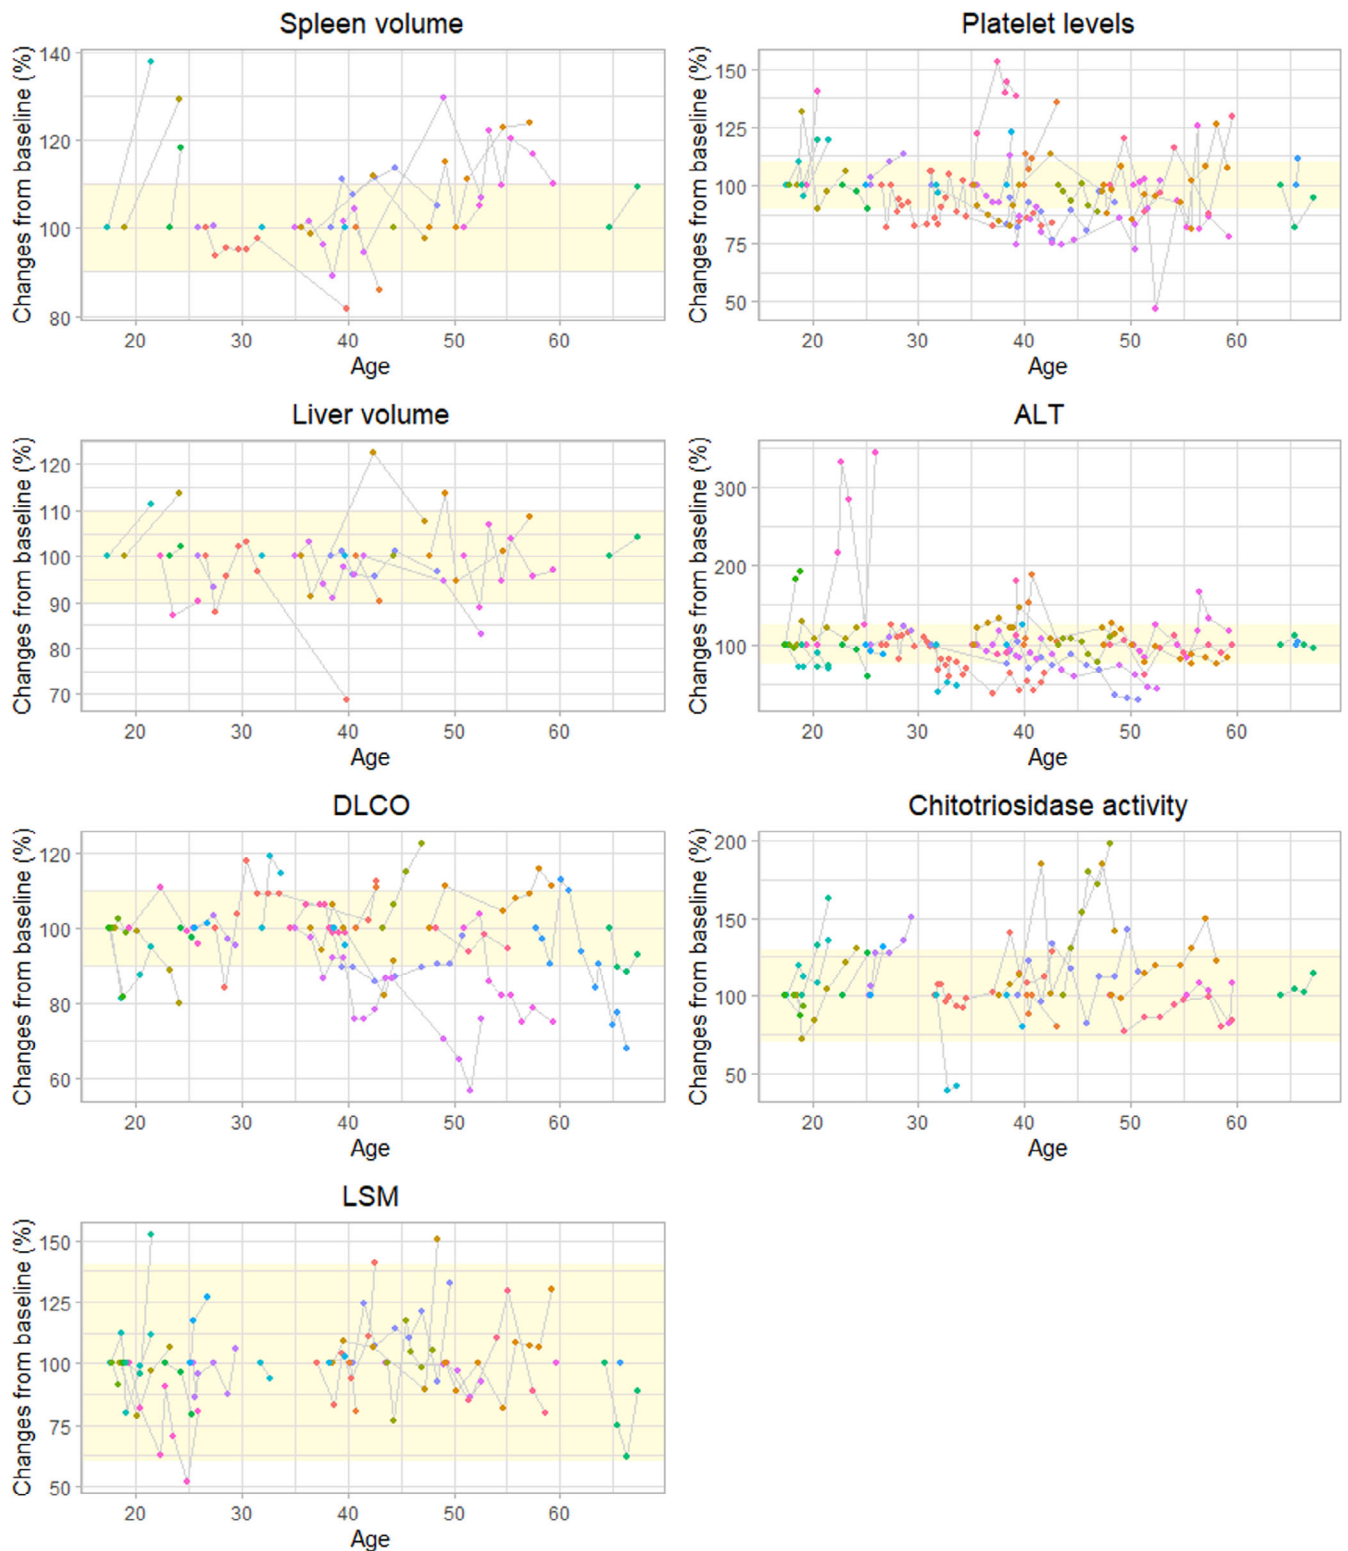 Spleen volume
Changes from baseline (%)
140
120
100
80
20 30 40 50 60
Age
Platelet levels
Changes from baseline (%)
150
125
100
75
50
20 30 40 50 60
Age
Liver volume
Changes from baseline (%)
120
110
100
90
80
70
20 30 40 50 60
Age
ALT
Changes from baseline (%)
300
200
100
20 30 40 50 60
Age
DLCO
Changes from baseline (%)
120
100
80
60
20 30 40 50 60
Age
Chitotriosidase activity
Changes from baseline (%)
200
150
100
50
20 30 40 50 60
Age
LSM
Changes from baseline (%)
150
125
100
75
50
20 30 40 50 60
Age